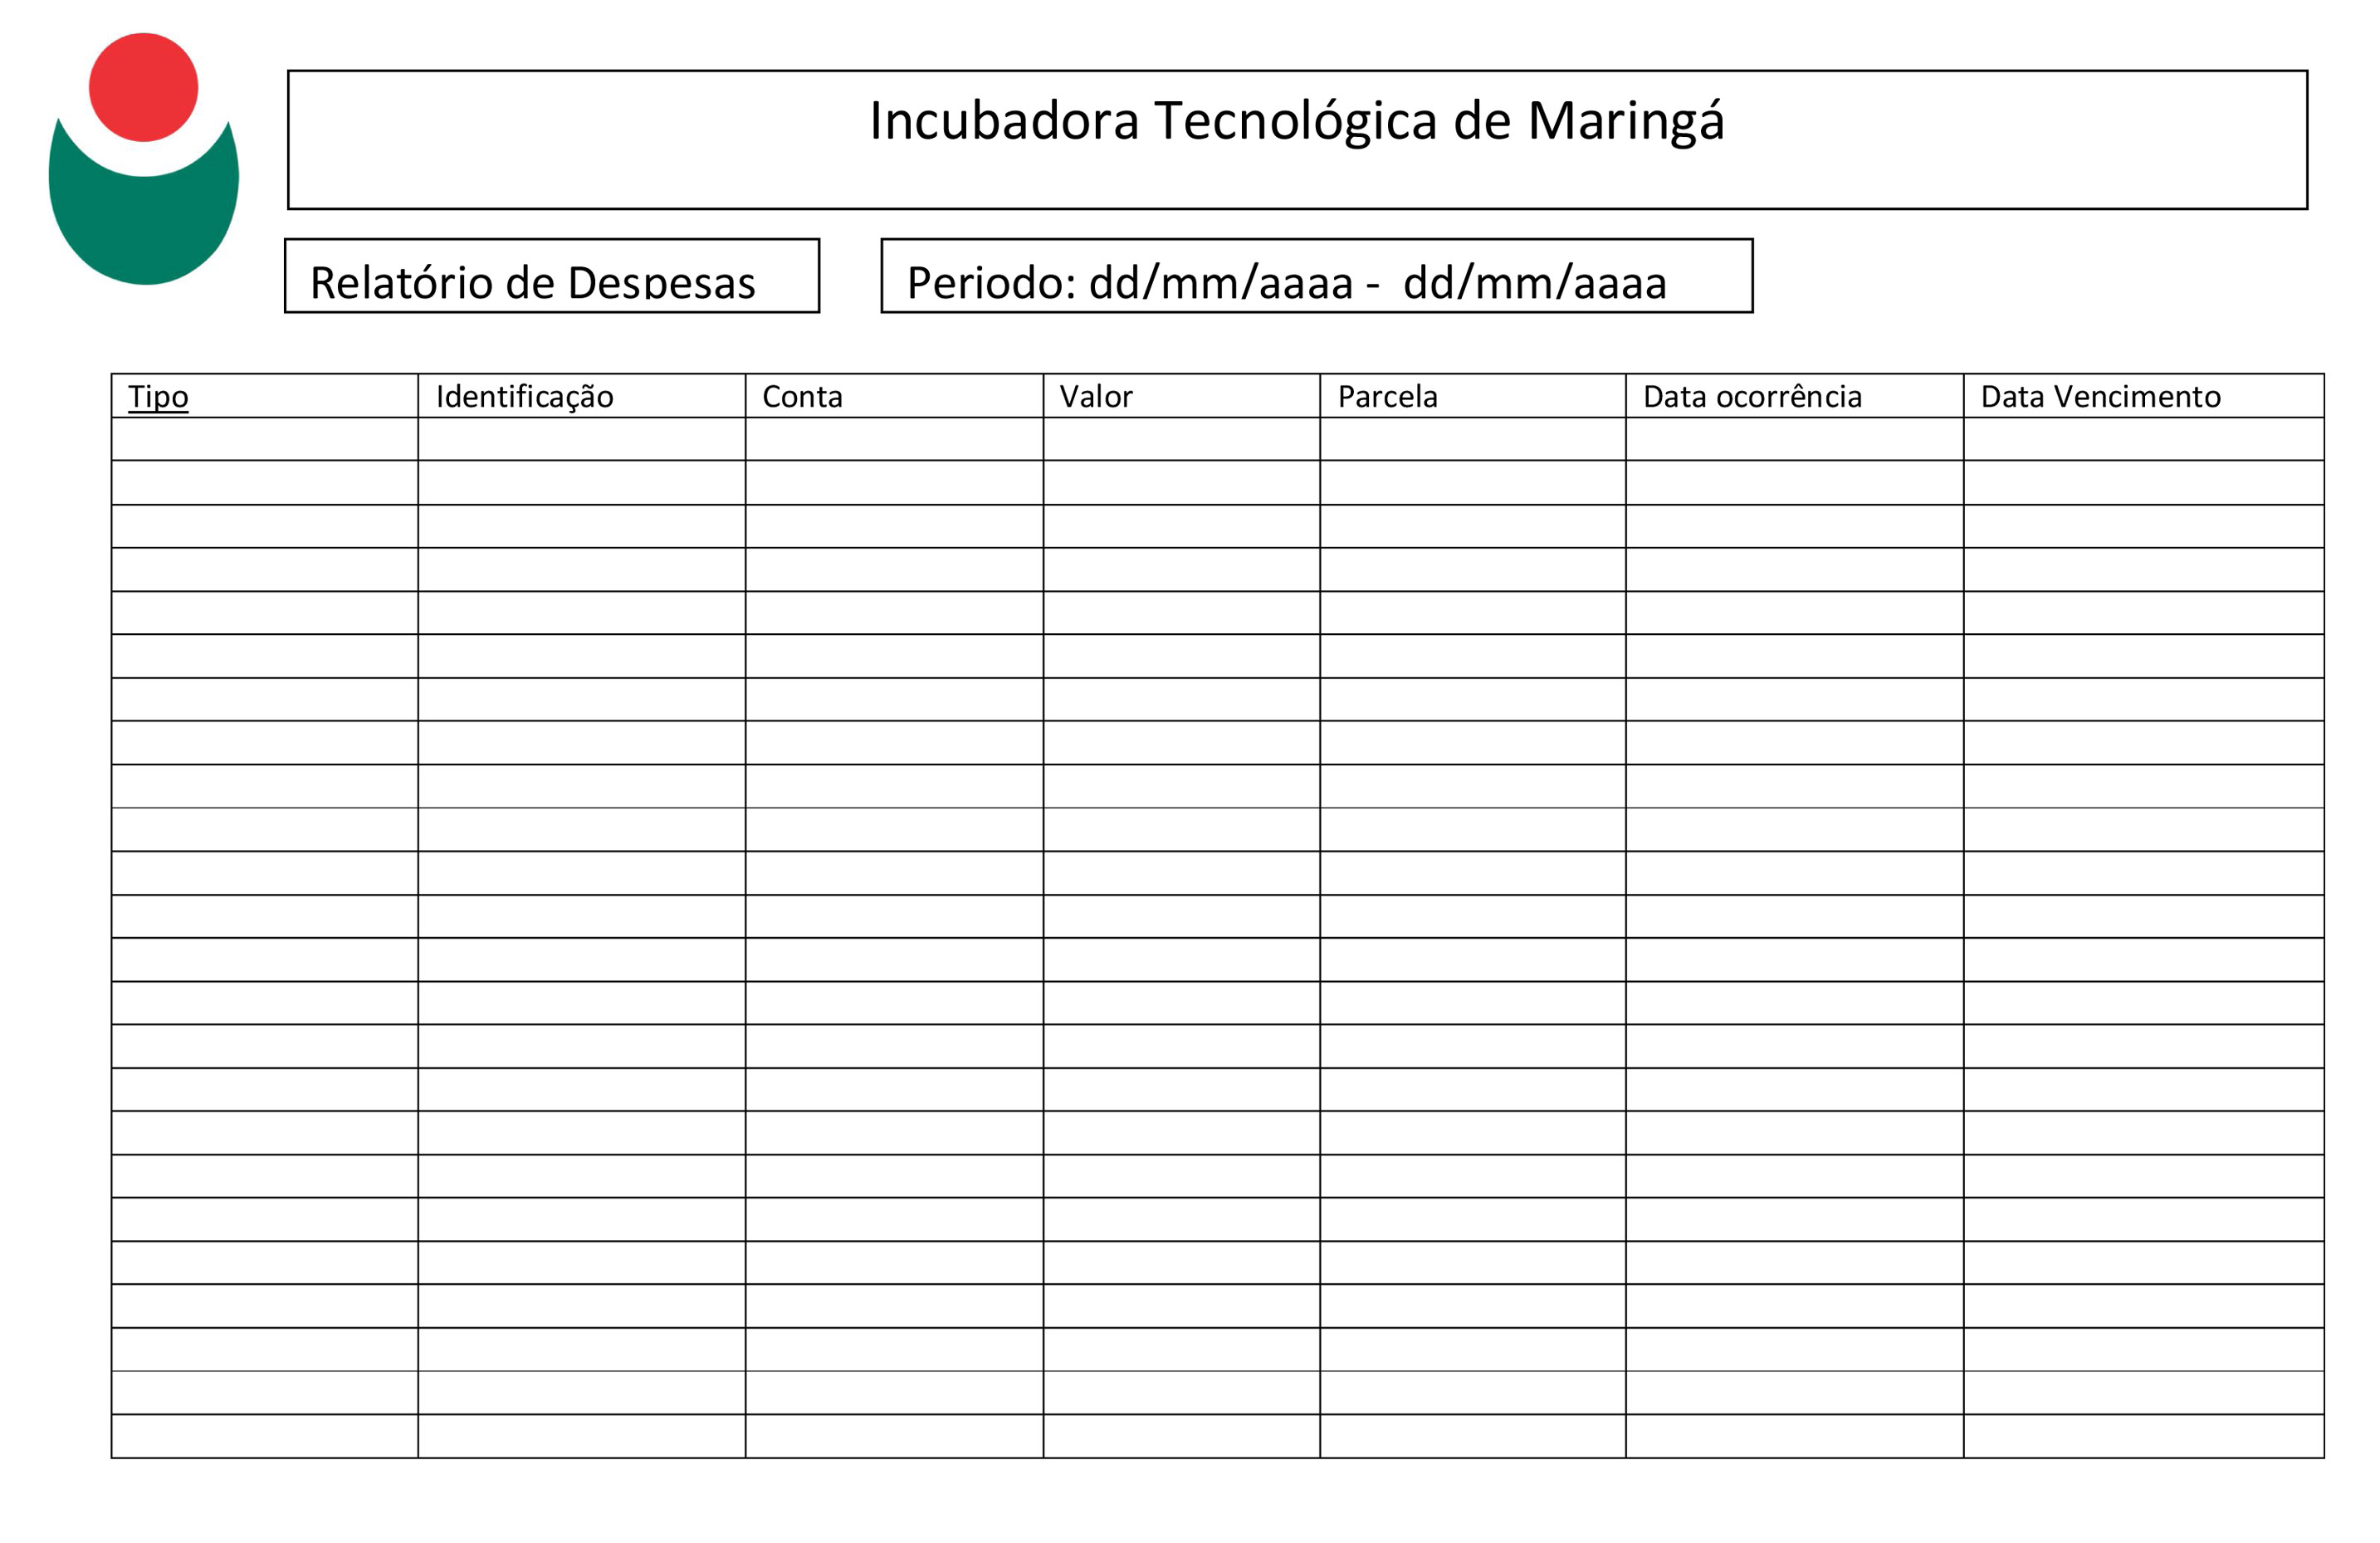 Incubadora Tecnológica de Maringá
Relatório de Despesas
Periodo: dd/mm/aaaa - dd/mm/aaaa
Tipo Identificação Conta Valor Parcela Data ocorrência Data Vencimento